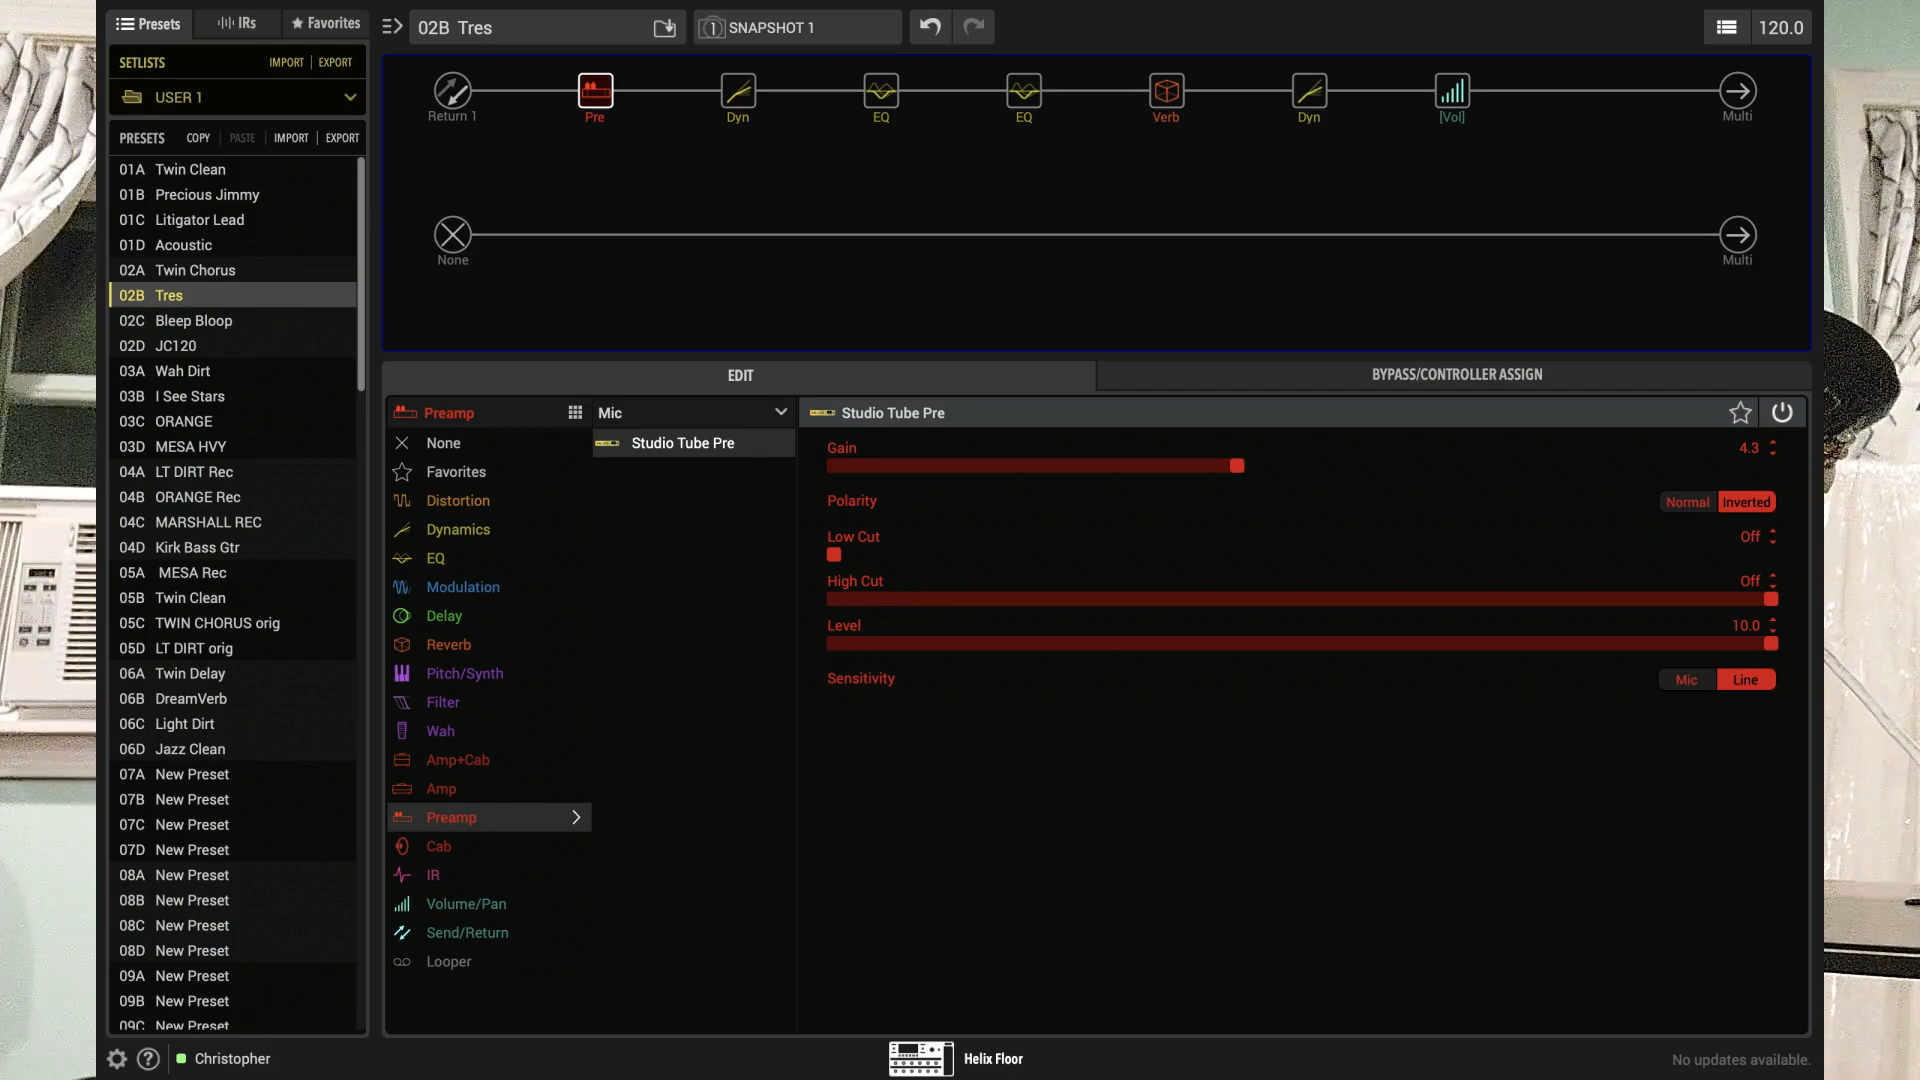 Presets
IRs
Favorites
SETLISTS
IMPORT
EXPORT
USER 1
PRESETS
COPY
PASTE
IMPORT
EXPORT
01A Twin Clean
01B Precious Jimmy
01C Litigator Lead
01D Acoustic
02A Twin Chorus
02B Tres
02C Bleep Bloop
02D JC120
03A Wah Dirt
03B I See Stars
03C ORANGE
03D MESA HVY
04A LT DIRT Rec
04B ORANGE Rec
04C MARSHALL REC
04D Kirk Bass Gtr
05A MESA Rec
05B Twin Clean
05C TWIN CHORUS orig
05D LT DIRT orig
06A Twin Delay
06B DreamVerb
06C Light Dirt
06D Jazz Clean
07A New Preset
07B New Preset
07C New Preset
07D New Preset
08A New Preset
08B New Preset
08C New Preset
08D New Preset
09A New Preset
09B New Preset
09C New Preset
02B Tres
1 SNAPSHOT 1
120.0
Return 1
Pre
Dyn
EQ
EQ
Verb
Dyn
[Vol]
Multi
None
Multi
EDIT
BYPASS/CONTROLLER ASSIGN
Preamp
None
Favorites
Distortion
Dynamics
EQ
Modulation
Delay
Reverb
Pitch/Synth
Filter
Wah
Amp+Cab
Amp
Preamp
Cab
IR
Volume/Pan
Send/Return
Looper
Mic
Studio Tube Pre
Studio Tube Pre
Gain 4.3
Polarity Normal Inverted
Low Cut Off
High Cut Off
Level 10.0
Sensitivity Mic Line
? Christopher
Helix Floor
No updates available.